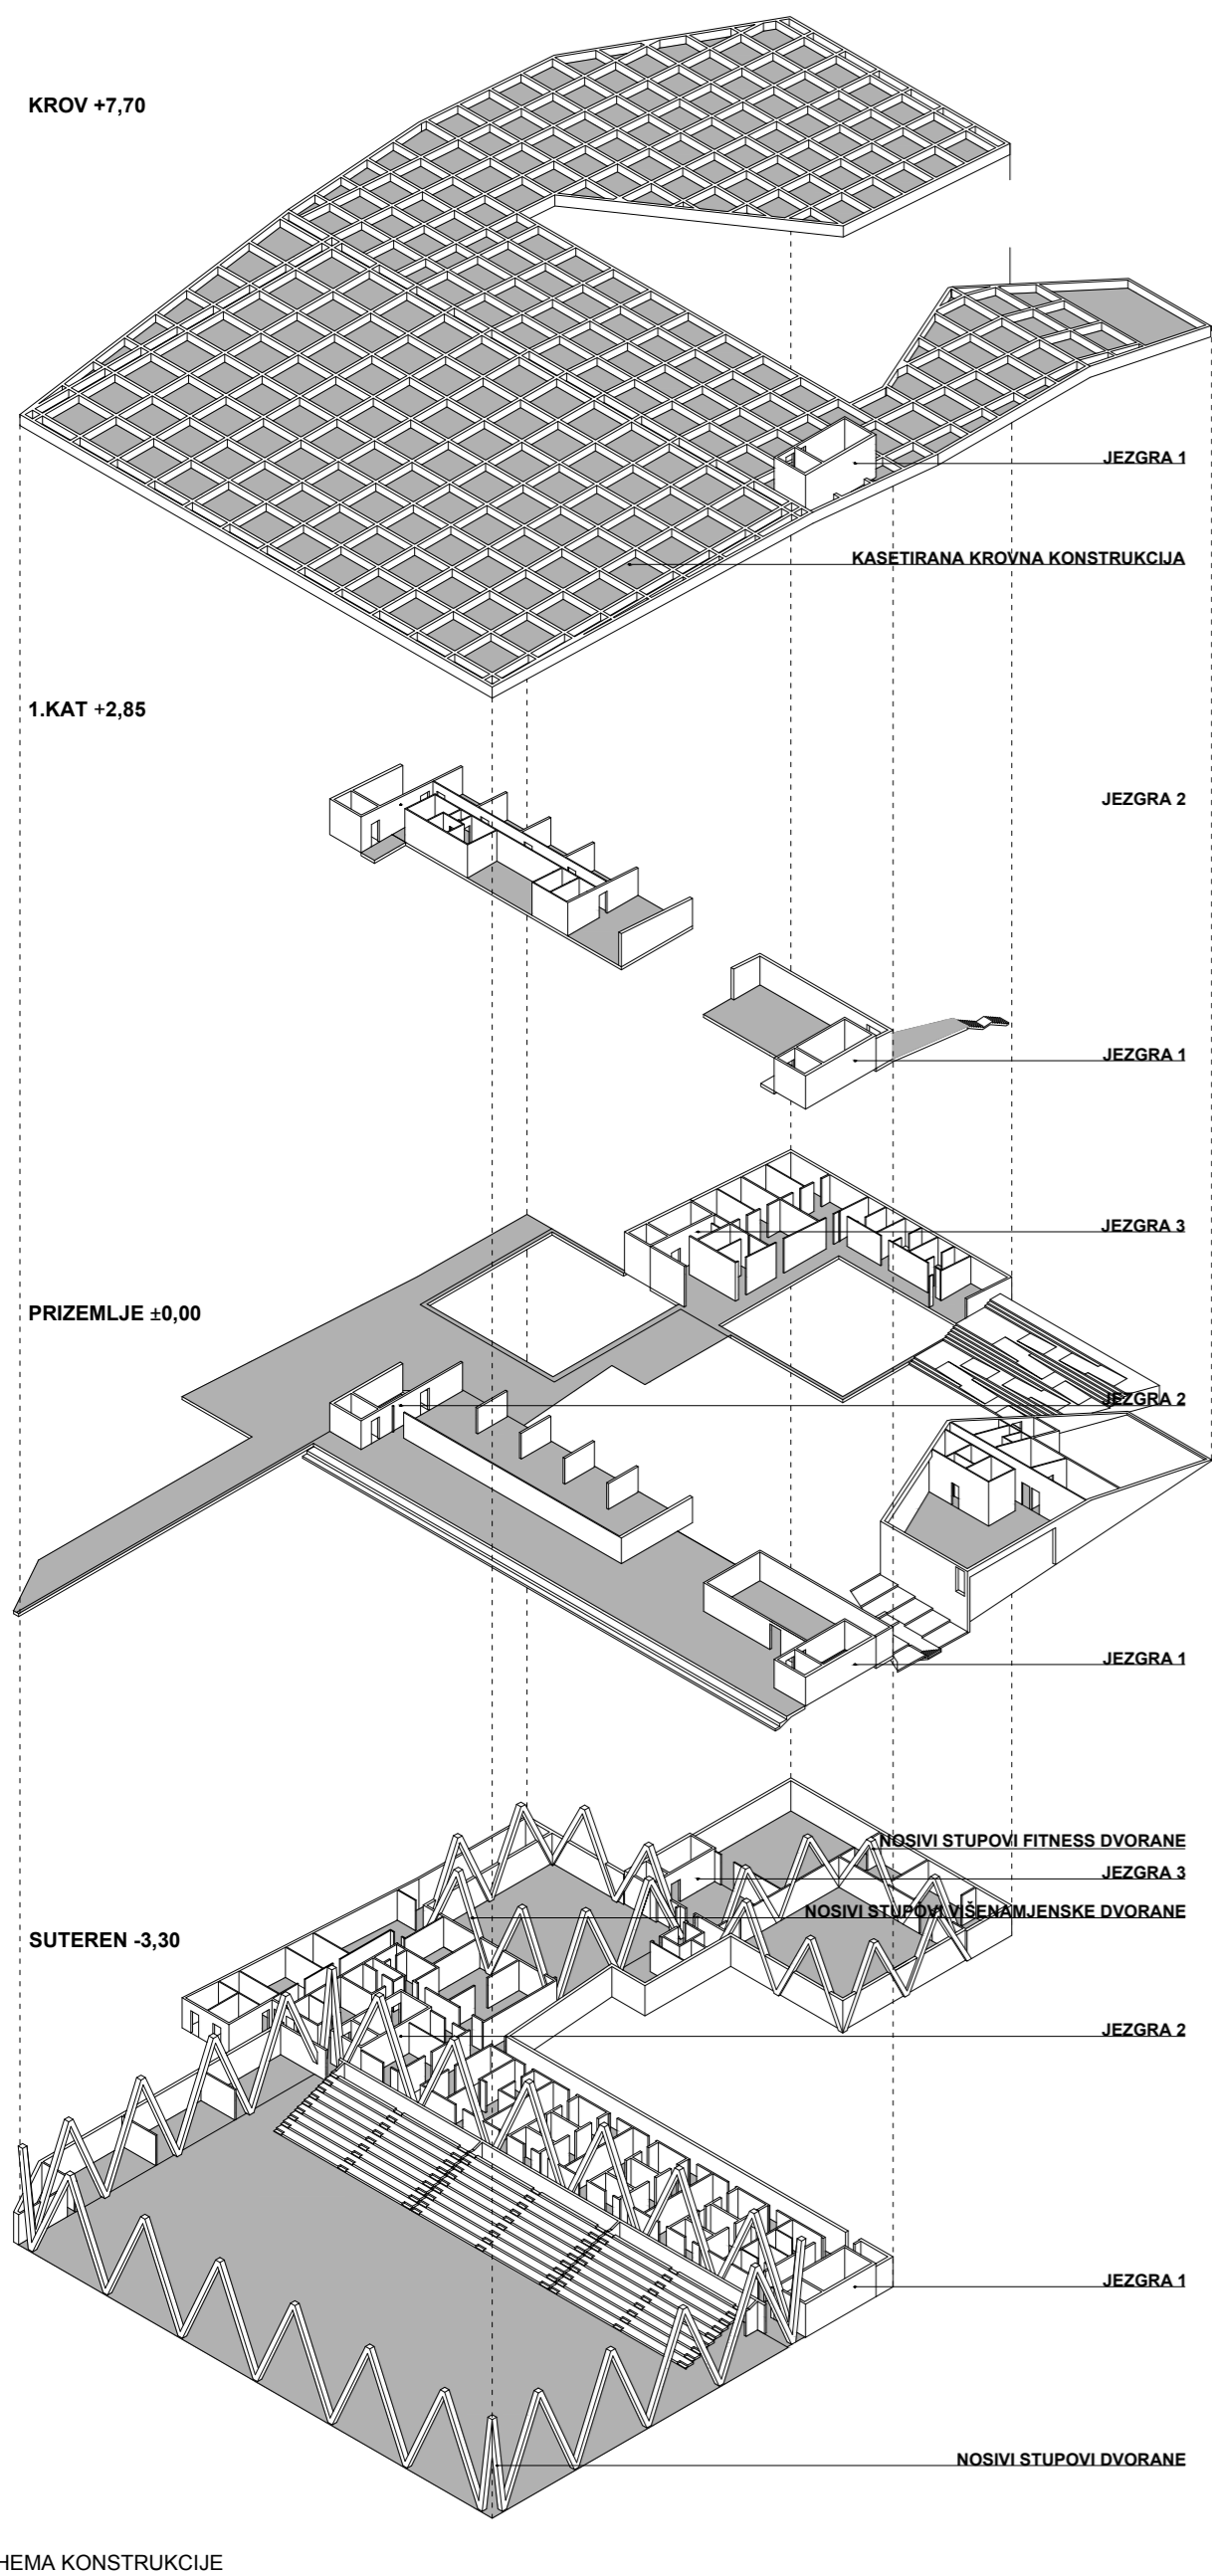 KROV +7,70
JEZGRA 1
KASETIRANA KROVNA KONSTRUKCIJA
1.KAT +2,85
JEZGRA 2
JEZGRA 1
JEZGRA 3
PRIZEMLJE ±0,00
JEZGRA 2
JEZGRA 1
NOSIVI STUPOVI FITNESS DVORANE
JEZGRA 3
NOSIVI STUPOVI VIŠENAMJENSKE DVORANE
SUTEREN -3,30
JEZGRA 2
JEZGRA 1
NOSIVI STUPOVI DVORANE
HEMA KONSTRUKCIJE